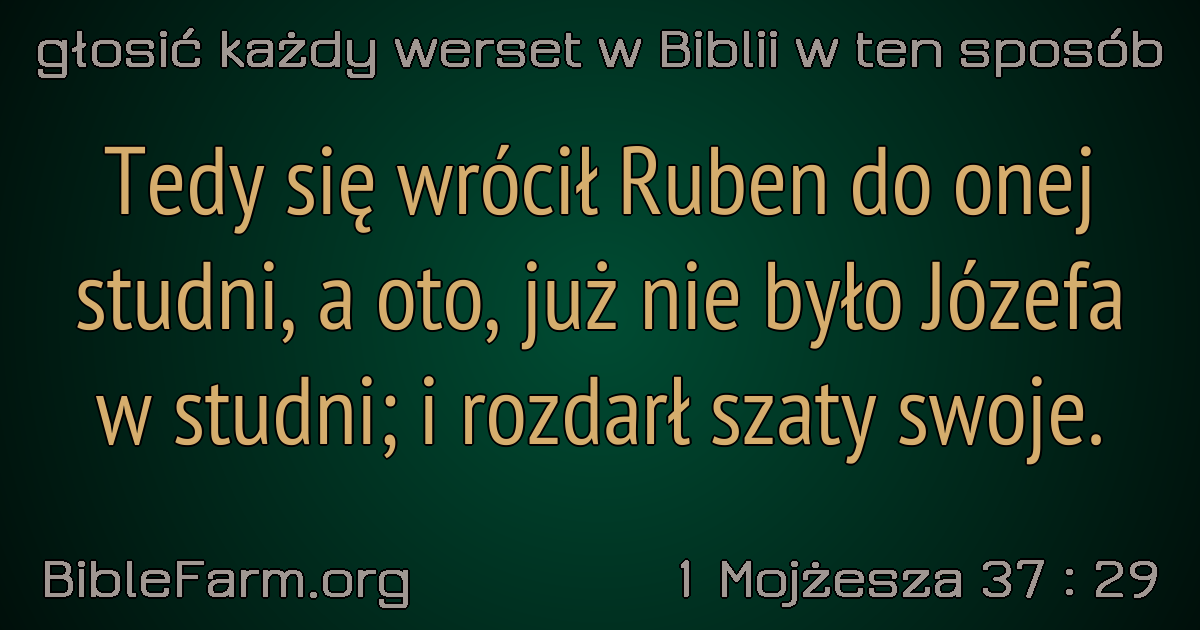 głosić każdy werset w Biblii w ten sposób
Tedy się wrócił Ruben do onej
studni, a oto, już nie było Józefa
w studni; i rozdarł szaty swoje.
BibleFarm.org
1 Mojżesza 37 : 29